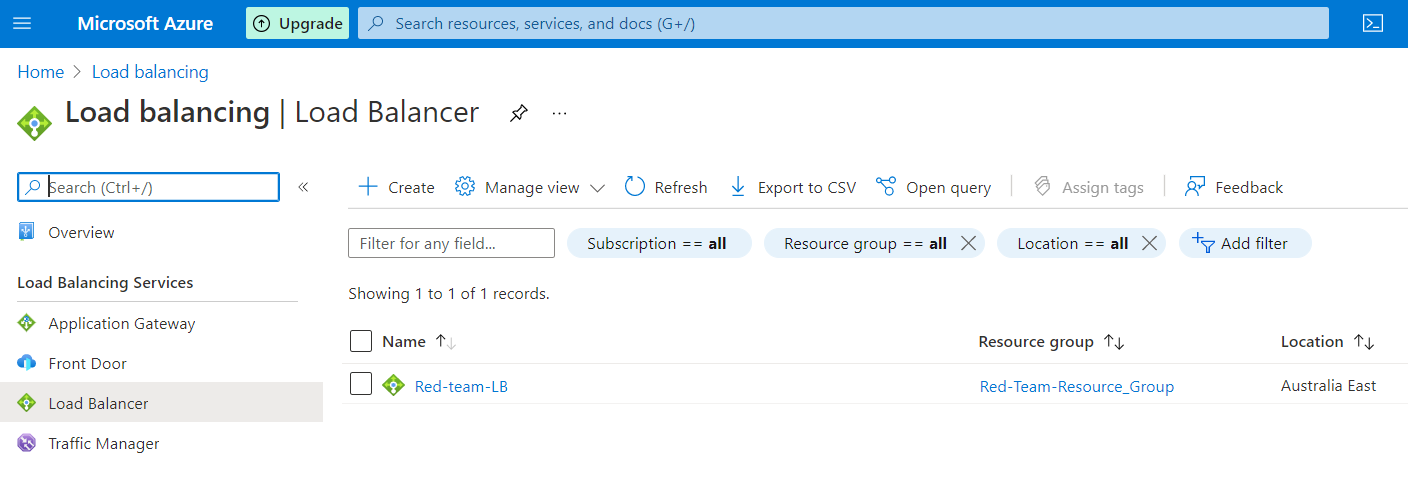 Microsoft Azure
Upgrade
Search resources, services, and docs (G+/)
Home > Load balancing
Load balancing | Load Balancer
...
Search (Ctrl+/)
«
Create
Manage view
Refresh
Export to CSV
Open query
Assign tags
Feedback
Overview
Filter for any field...
Subscription == all
Resource group == all
Location == all
Add filter
Load Balancing Services
Showing 1 to 1 of 1 records.
Application Gateway
Front Door
Load Balancer
Traffic Manager
Name
Resource group
Location
Red-team-LB
Red-Team-Resource_Group
Australia East